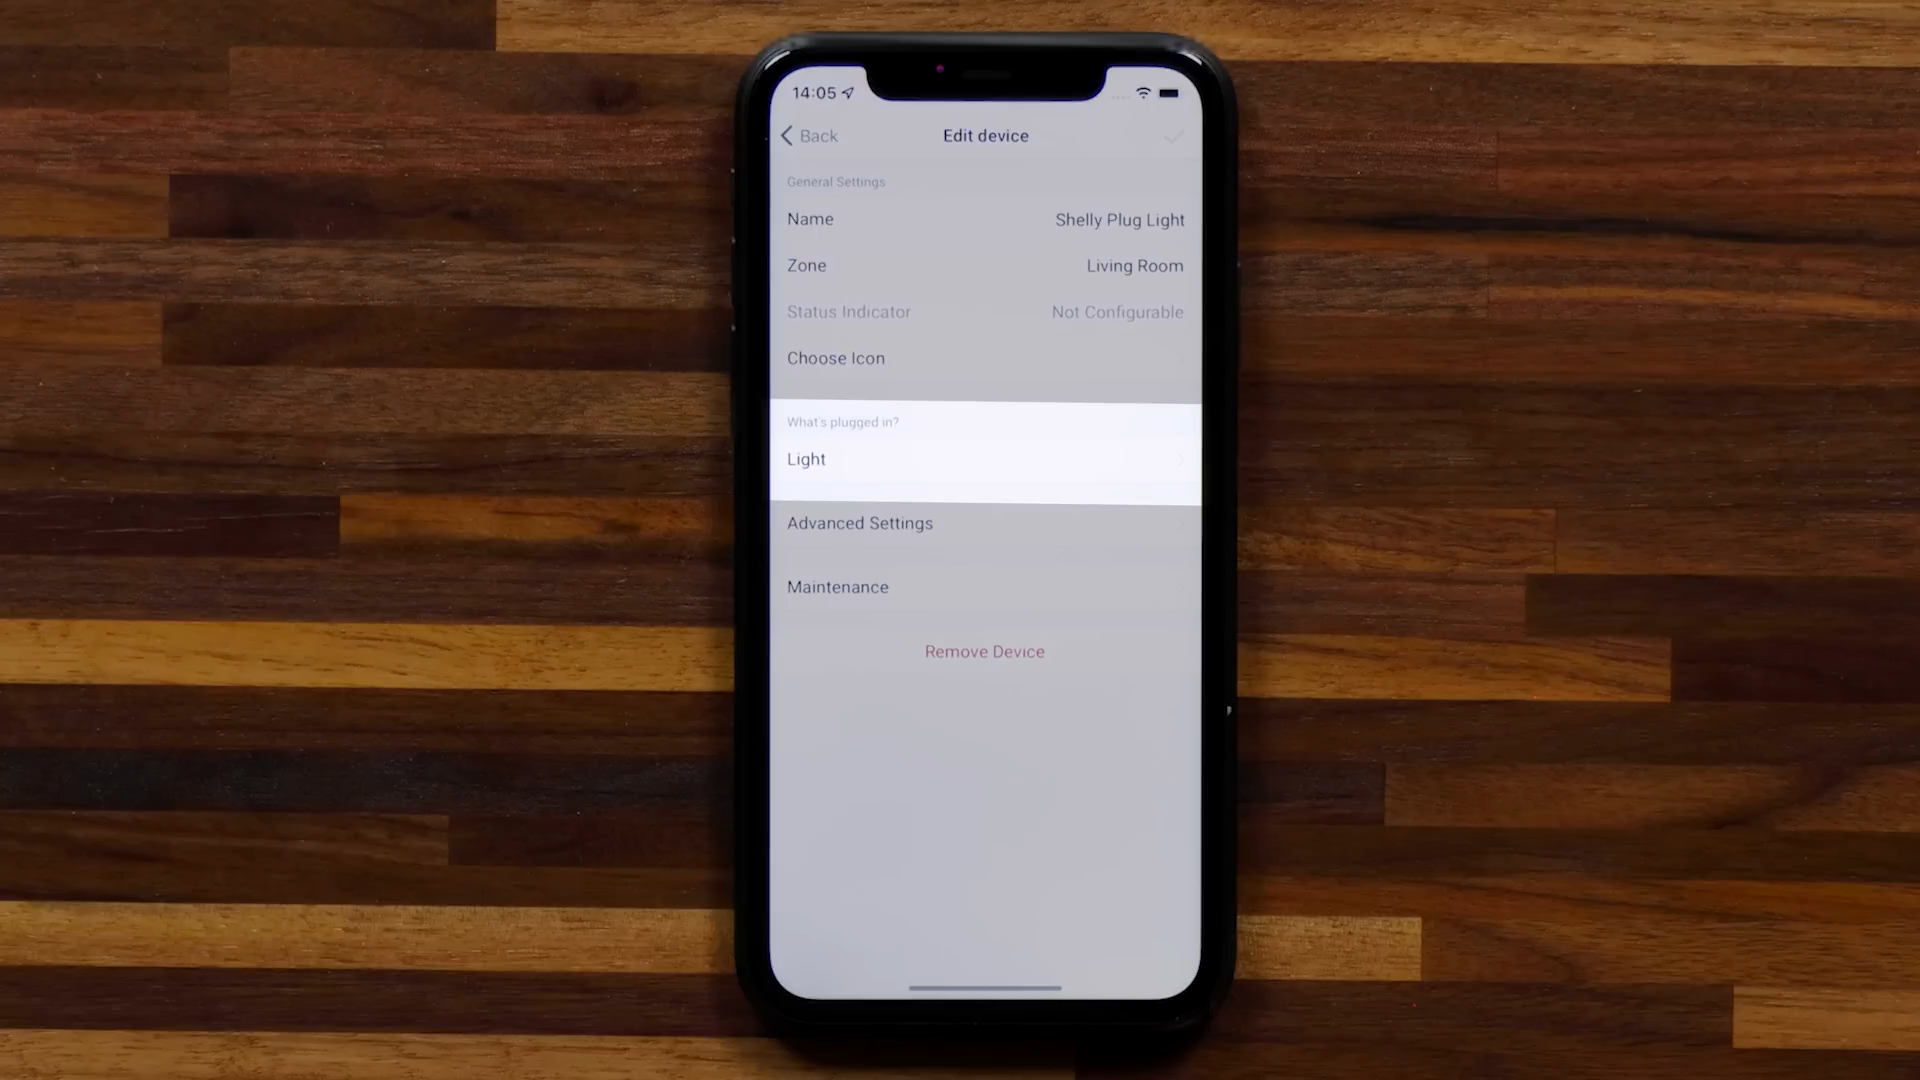 14:05
Back
Edit device
General Settings
Name Shelly Plug Light
Zone Living Room
Status Indicator Not Configurable
Choose Icon
What's plugged in?
Light
Advanced Settings
Maintenance
Remove Device